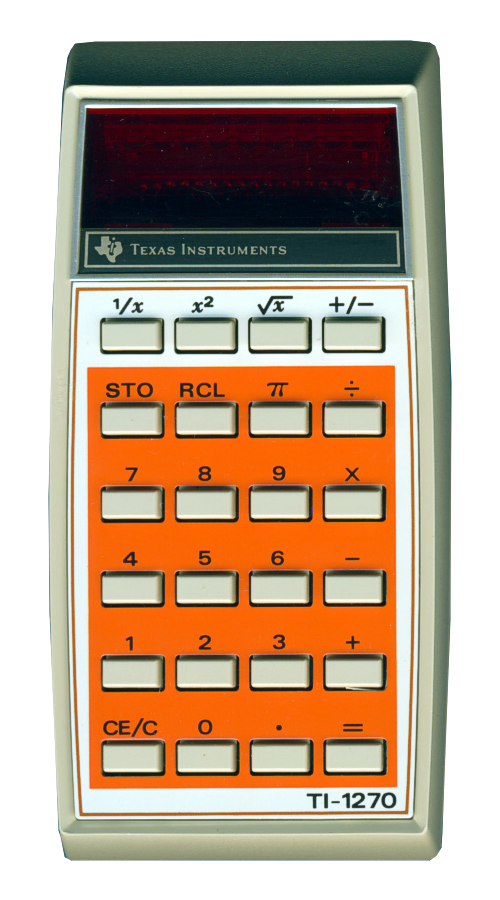 TEXAS INSTRUMENTS
1/x x² √x +/−
STO RCL π ÷
7 8 9 X
4 5 6 −
1 2 3 +
CE/C 0 · =
TI-1270